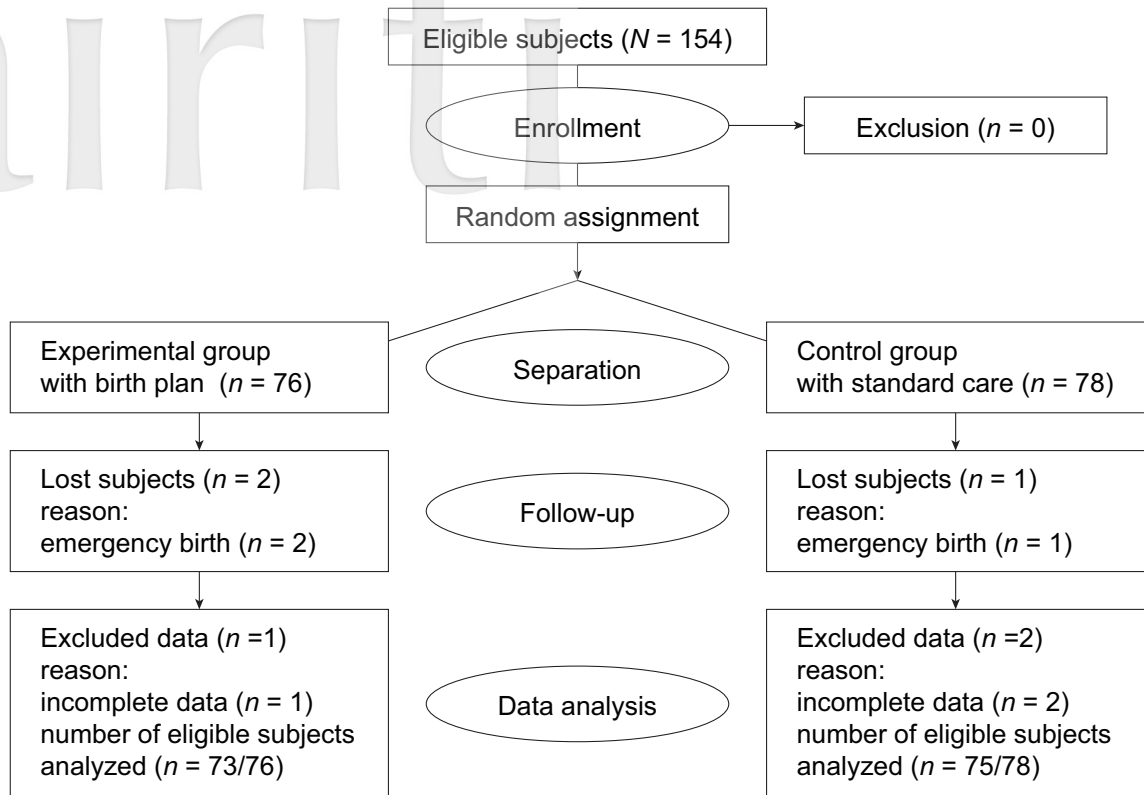 Eligible subjects (N = 154)
Enrollment
Exclusion (n = 0)
Random assignment
Experimental group
with birth plan (n = 76)
Separation
Control group
with standard care (n = 78)
Lost subjects (n = 2)
reason:
emergency birth (n = 2)
Follow-up
Lost subjects (n = 1)
reason:
emergency birth (n = 1)
Excluded data (n =1)
reason:
incomplete data (n = 1)
number of eligible subjects
analyzed (n = 73/76)
Data analysis
Excluded data (n =2)
reason:
incomplete data (n = 2)
number of eligible subjects
analyzed (n = 75/78)